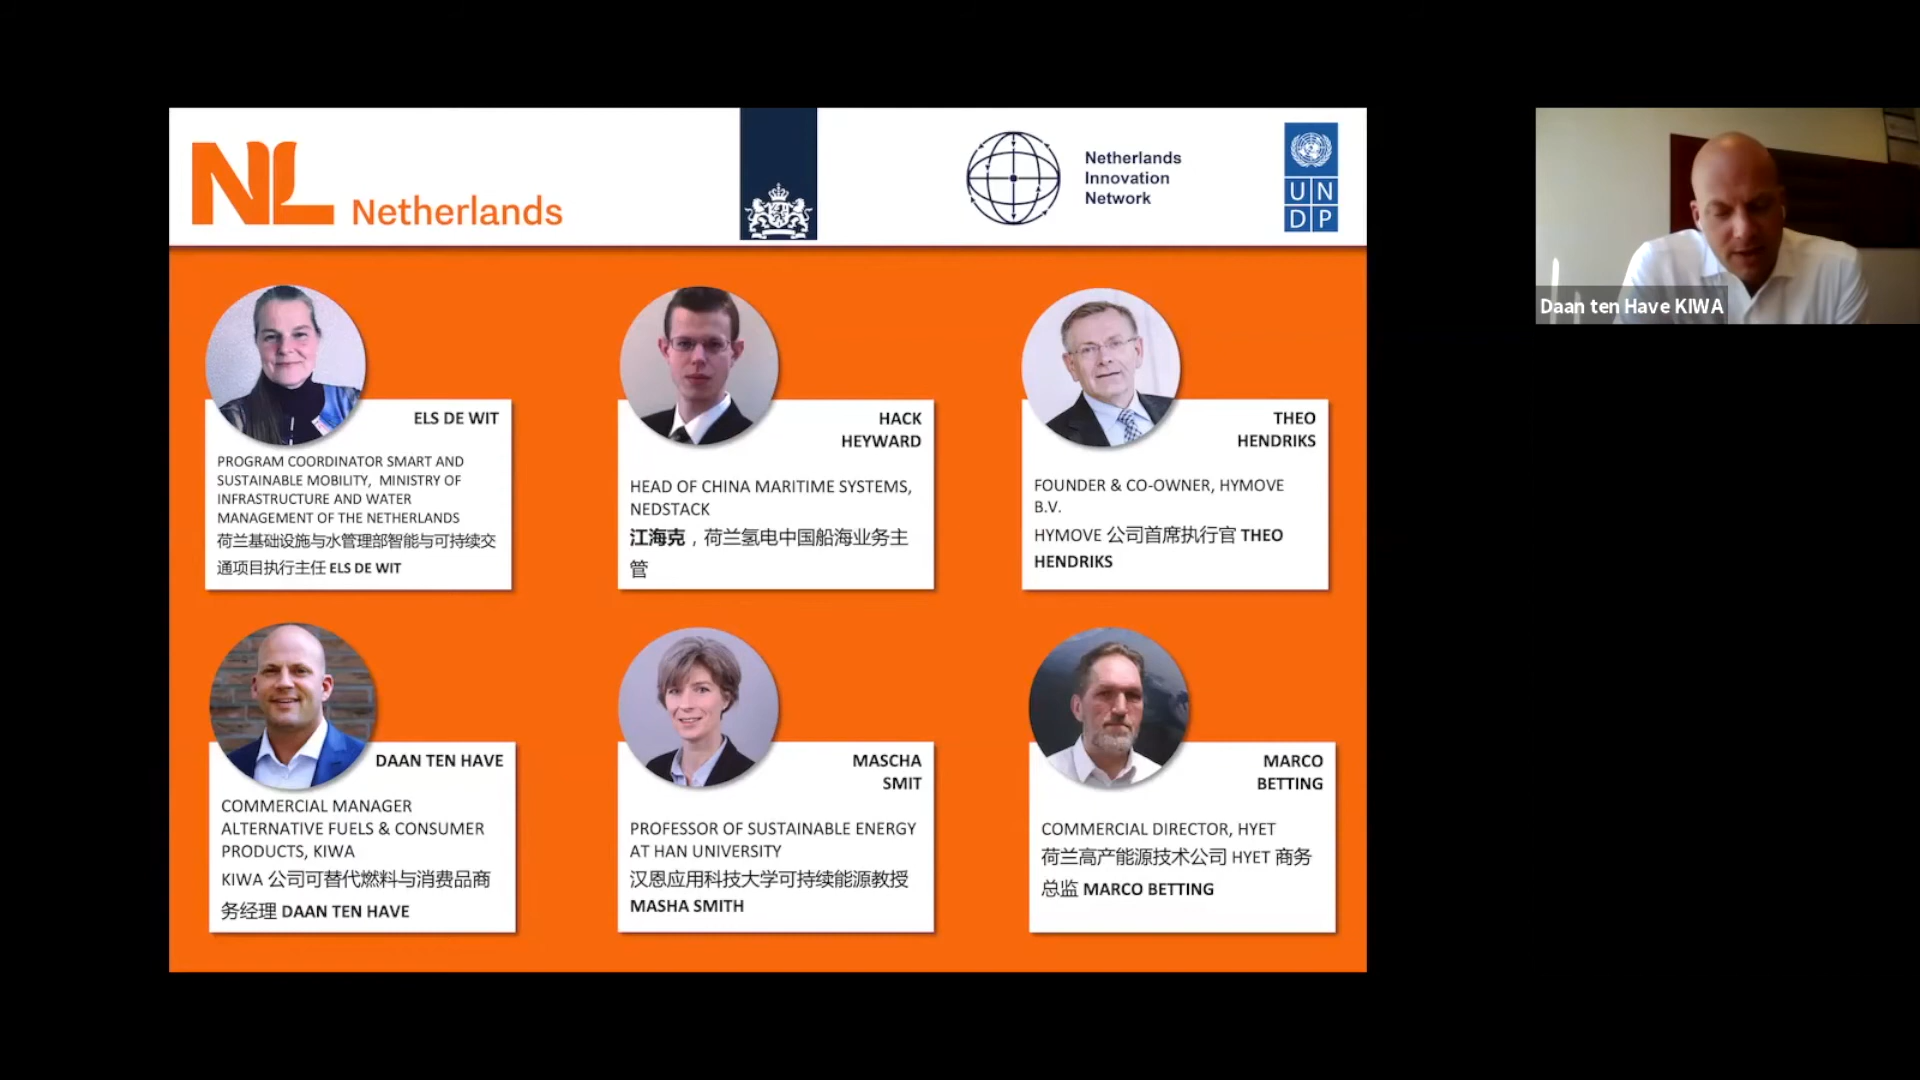 NL Netherlands
Netherlands
Innovation
Network
UN
DP
Daan ten Have KIWA
ELS DE WIT
PROGRAM COORDINATOR SMART AND
SUSTAINABLE MOBILITY, MINISTRY OF
INFRASTRUCTURE AND WATER
MANAGEMENT OF THE NETHERLANDS
荷兰基础设施与水管理部智能与可持续交
通项目执行主任 ELS DE WIT
HACK
HEYWARD
HEAD OF CHINA MARITIME SYSTEMS,
NEDSTACK
江海克，荷兰氢电中国船海业务主
管
THEO
HENDRIKS
FOUNDER & CO-OWNER, HYMOVE
B.V.
HYMOVE 公司首席执行官 THEO
HENDRIKS
DAAN TEN HAVE
COMMERCIAL MANAGER
ALTERNATIVE FUELS & CONSUMER
PRODUCTS, KIWA
KIWA 公司可替代燃料与消费品商
务经理 DAAN TEN HAVE
MASCHA
SMIT
PROFESSOR OF SUSTAINABLE ENERGY
AT HAN UNIVERSITY
汉恩应用科技大学可持续能源教授
MASHA SMITH
MARCO
BETTING
COMMERCIAL DIRECTOR, HYET
荷兰高产能源技术公司 HYET 商务
总监 MARCO BETTING